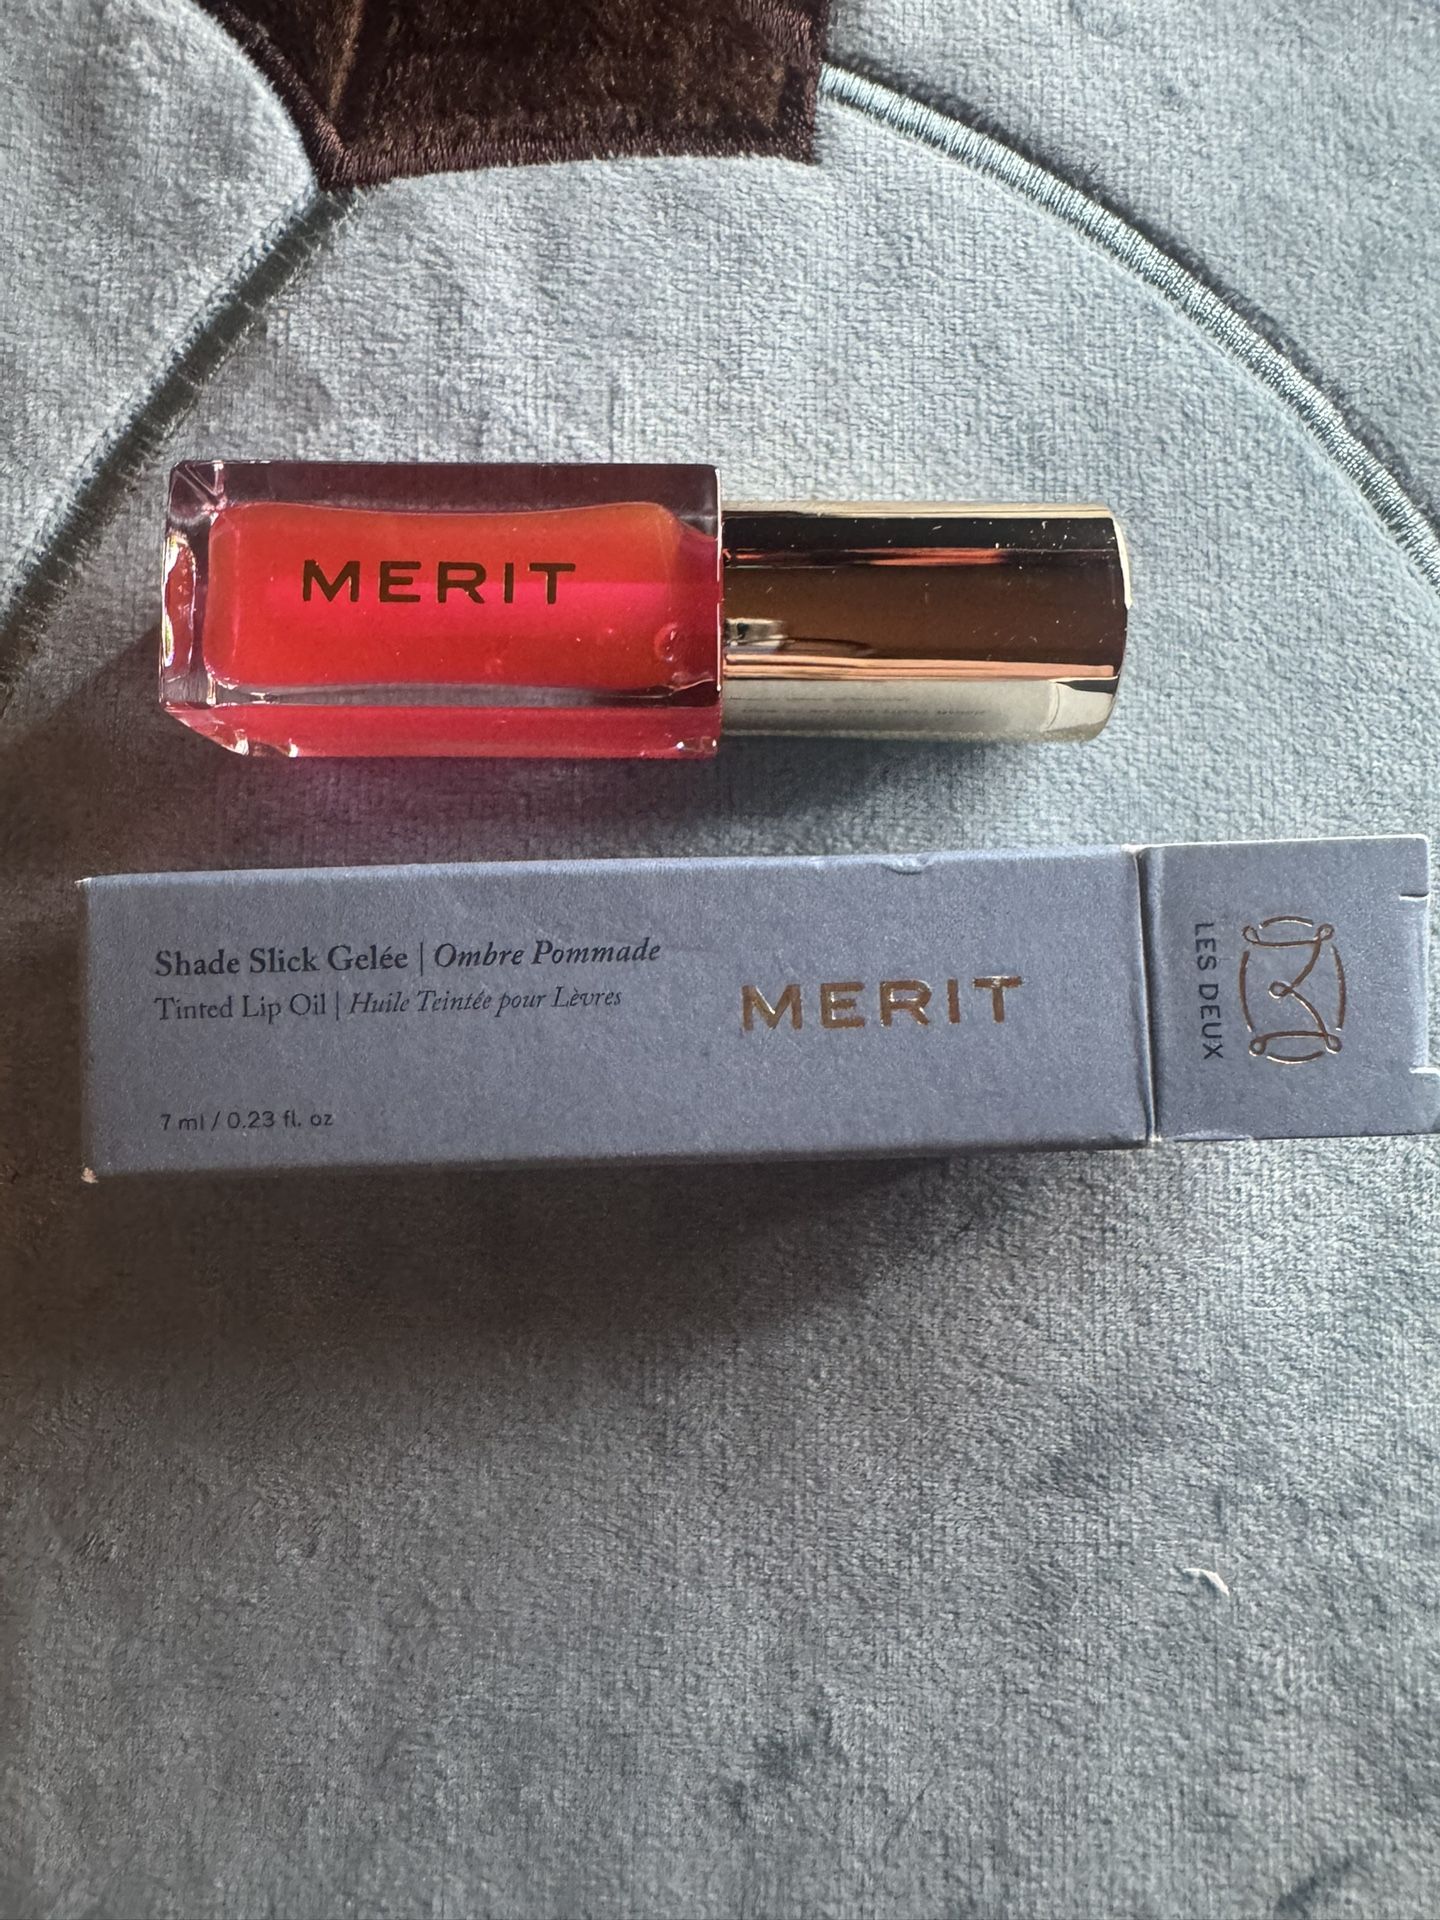 MERIT
Shade Slick Gelée | Ombre Pommade
Tinted Lip Oil | Huile Teintée pour Lèvres
7 ml / 0.23 fl. oz
MERIT
LES DEUX